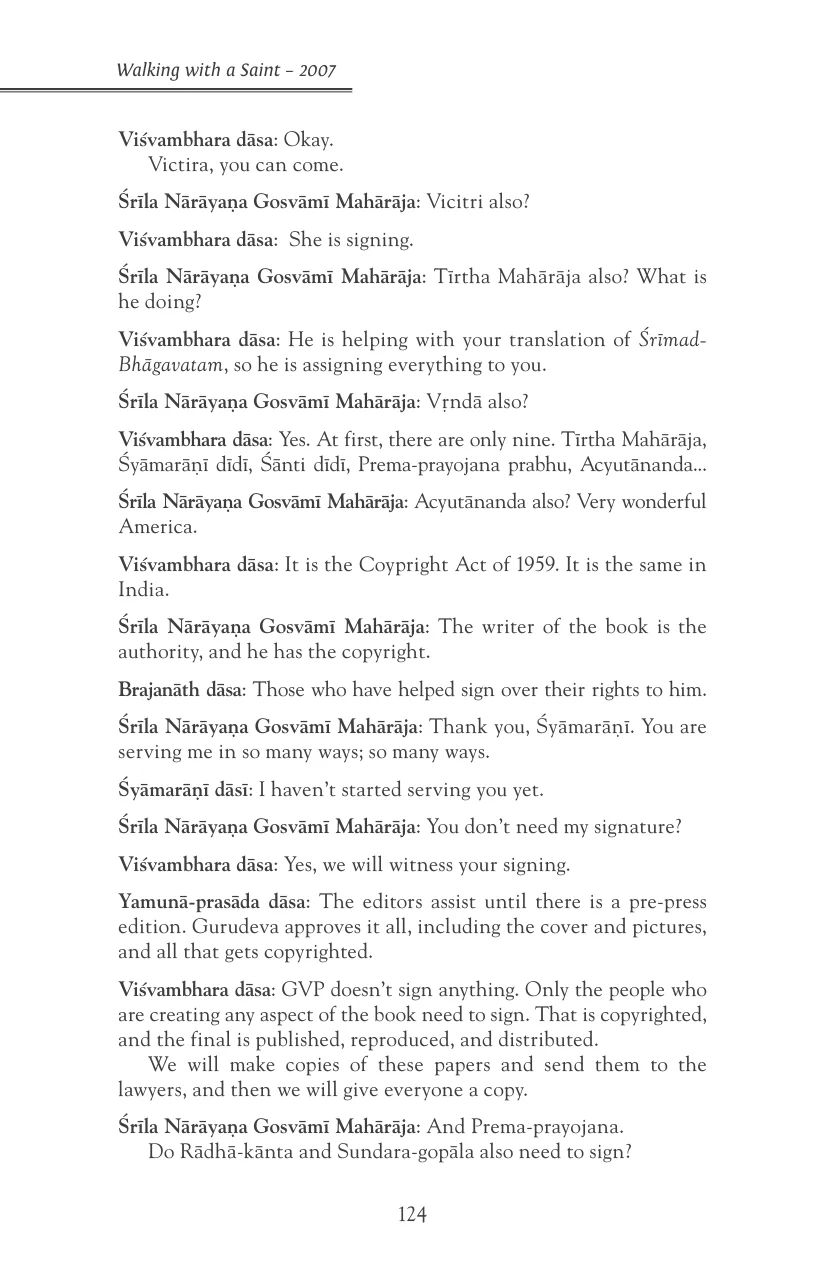 Walking with a Saint – 2007
Viśvambhara dāsa: Okay.
Victira, you can come.
Śrīla Nārāyaṇa Gosvāmī Mahārāja: Vicitri also?
Viśvambhara dāsa: She is signing.
Śrīla Nārāyaṇa Gosvāmī Mahārāja: Tīrtha Mahārāja also? What is
he doing?
Viśvambhara dāsa: He is helping with your translation of Śrīmad-
Bhāgavatam, so he is assigning everything to you.
Śrīla Nārāyaṇa Gosvāmī Mahārāja: Vṛndā also?
Viśvambhara dāsa: Yes. At first, there are only nine. Tīrtha Mahārāja,
Śyāmarāṇī dīdī, Śānti dīdī, Prema-prayojana prabhu, Acyutānanda...
Śrīla Nārāyaṇa Gosvāmī Mahārāja: Acyutānanda also? Very wonderful
America.
Viśvambhara dāsa: It is the Coypright Act of 1959. It is the same in
India.
Śrīla Nārāyaṇa Gosvāmī Mahārāja: The writer of the book is the
authority, and he has the copyright.
Brajanāth dāsa: Those who have helped sign over their rights to him.
Śrīla Nārāyaṇa Gosvāmī Mahārāja: Thank you, Śyāmarāṇī. You are
serving me in so many ways; so many ways.
Śyāmarāṇī dāsī: I haven't started serving you yet.
Śrīla Nārāyaṇa Gosvāmī Mahārāja: You don't need my signature?
Viśvambhara dāsa: Yes, we will witness your signing.
Yamunā-prasāda dāsa: The editors assist until there is a pre-press
edition. Gurudeva approves it all, including the cover and pictures,
and all that gets copyrighted.
Viśvambhara dāsa: GVP doesn't sign anything. Only the people who
are creating any aspect of the book need to sign. That is copyrighted,
and the final is published, reproduced, and distributed.
We will make copies of these papers and send them to the
lawyers, and then we will give everyone a copy.
Śrīla Nārāyaṇa Gosvāmī Mahārāja: And Prema-prayojana.
Do Rādhā-kānta and Sundara-gopāla also need to sign?
124